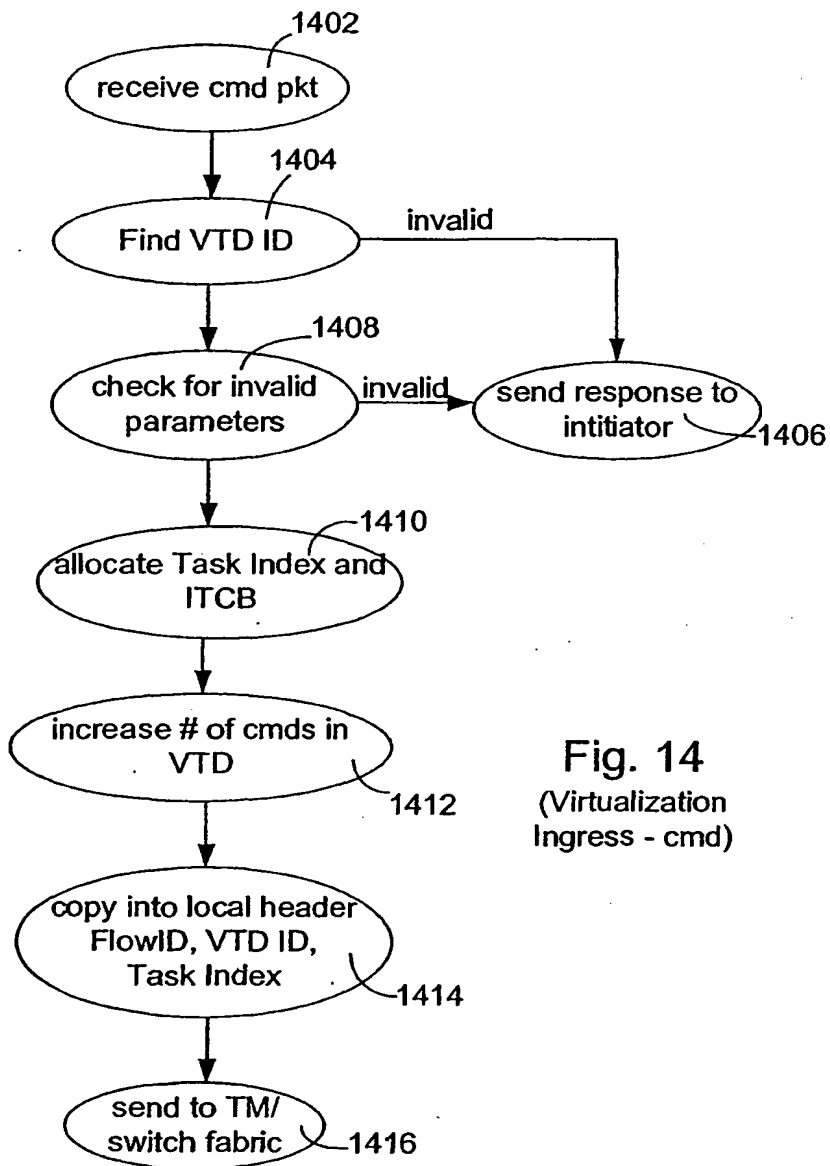 1402
receive cmd pkt
1404
Find VTD ID
invalid
1408
check for invalid
parameters
invalid
send response to
intitiator
1406
1410
allocate Task Index and
ITCB
increase # of cmds in
VTD
1412
Fig. 14
(Virtualization
Ingress - cmd)
copy into local header
FlowID, VTD ID,
Task Index
1414
send to TM/
switch fabric
1416